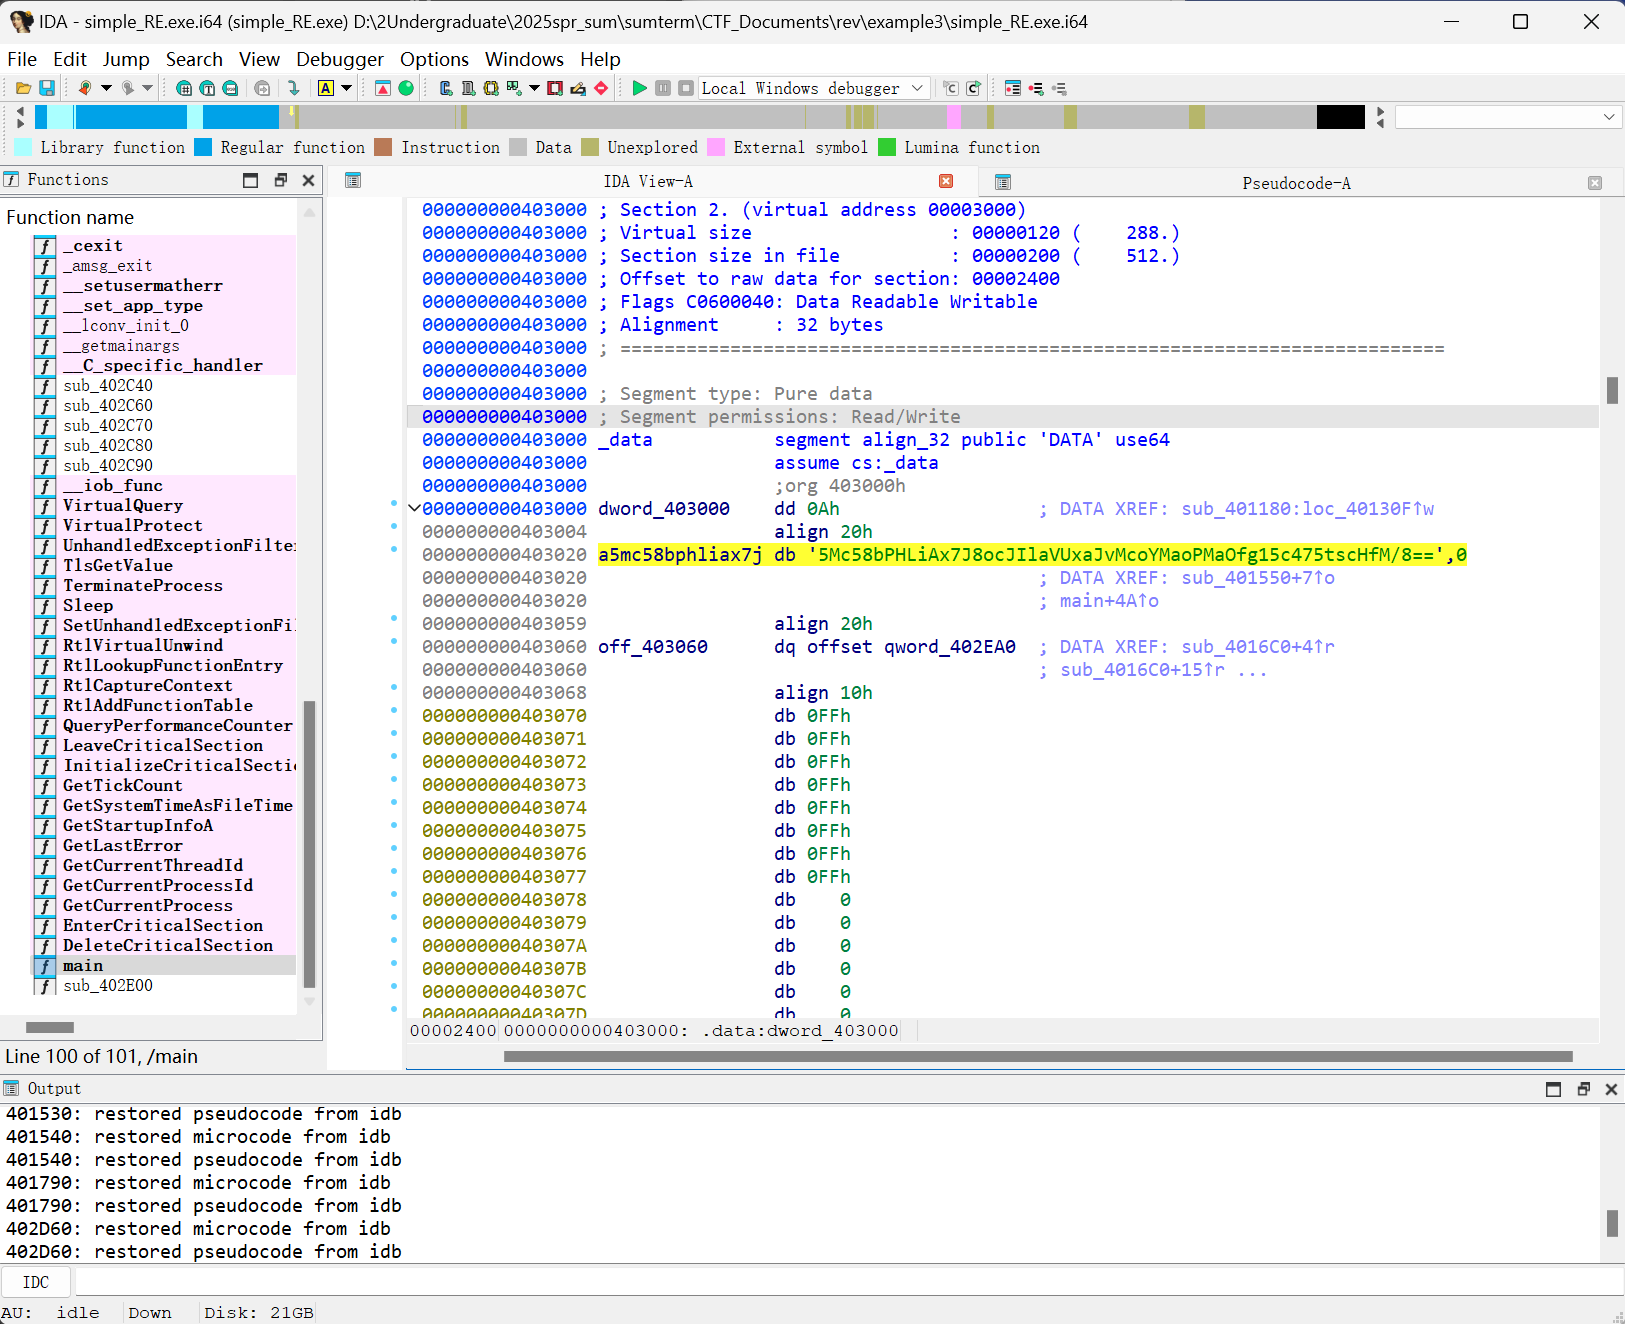 IDA - simple_RE.exe.i64 (simple_RE.exe) D:\2Undergraduate\2025spr_sum\sumterm\CTF_Documents\rev\example3\simple_RE.exe.i64
File Edit Jump Search View Debugger Options Windows Help
Local Windows debugger
Library function Regular function Instruction Data Unexplored External symbol Lumina function
Functions
Function name
_cexit
_amsg_exit
__setusermatherr
__set_app_type
__lconv_init_0
__getmainargs
__C_specific_handler
sub_402C40
sub_402C60
sub_402C70
sub_402C80
sub_402C90
__iob_func
VirtualQuery
VirtualProtect
UnhandledExceptionFilter
TlsGetValue
TerminateProcess
Sleep
SetUnhandledExceptionFil
RtlVirtualUnwind
RtlLookupFunctionEntry
RtlCaptureContext
RtlAddFunctionTable
QueryPerformanceCounter
LeaveCriticalSection
InitializeCriticalSectio
GetTickCount
GetSystemTimeAsFileTime
GetStartupInfoA
GetLastError
GetCurrentThreadId
GetCurrentProcessId
GetCurrentProcess
EnterCriticalSection
DeleteCriticalSection
main
sub_402E00
Line 100 of 101, /main
IDA View-A
Pseudocode-A
0000000000403000 ; Section 2. (virtual address 00003000)
0000000000403000 ; Virtual size : 00000120 ( 288.)
0000000000403000 ; Section size in file : 00000200 ( 512.)
0000000000403000 ; Offset to raw data for section: 00002400
0000000000403000 ; Flags C0600040: Data Readable Writable
0000000000403000 ; Alignment : 32 bytes
0000000000403000 ; ===========================================================================
0000000000403000
0000000000403000 ; Segment type: Pure data
0000000000403000 ; Segment permissions: Read/Write
0000000000403000 _data segment align_32 public 'DATA' use64
0000000000403000 assume cs:_data
0000000000403000 ;org 403000h
0000000000403000 dword_403000 dd 0Ah ; DATA XREF: sub_401180:loc_40130F↑w
0000000000403004 align 20h
0000000000403020 a5mc58bphliax7j db '5Mc58bPHLiAx7J8ocJIlaVUxaJvMcoYMaoPMaOfg15c475tscHfM/8==',0
0000000000403020 ; DATA XREF: sub_401550+7↑o
0000000000403020 ; main+4A↑o
0000000000403059 align 20h
0000000000403060 off_403060 dq offset qword_402EA0 ; DATA XREF: sub_4016C0+4↑r
0000000000403060 ; sub_4016C0+15↑r ...
0000000000403068 align 10h
0000000000403070 db 0FFh
0000000000403071 db 0FFh
0000000000403072 db 0FFh
0000000000403073 db 0FFh
0000000000403074 db 0FFh
0000000000403075 db 0FFh
0000000000403076 db 0FFh
0000000000403077 db 0FFh
0000000000403078 db 0
0000000000403079 db 0
000000000040307A db 0
000000000040307B db 0
000000000040307C db 0
000000000040307D db 0
00002400 0000000000403000: .data:dword_403000
Output
401530: restored pseudocode from idb
401540: restored microcode from idb
401540: restored pseudocode from idb
401790: restored microcode from idb
401790: restored pseudocode from idb
402D60: restored microcode from idb
402D60: restored pseudocode from idb
IDC
AU: idle Down Disk: 21GB